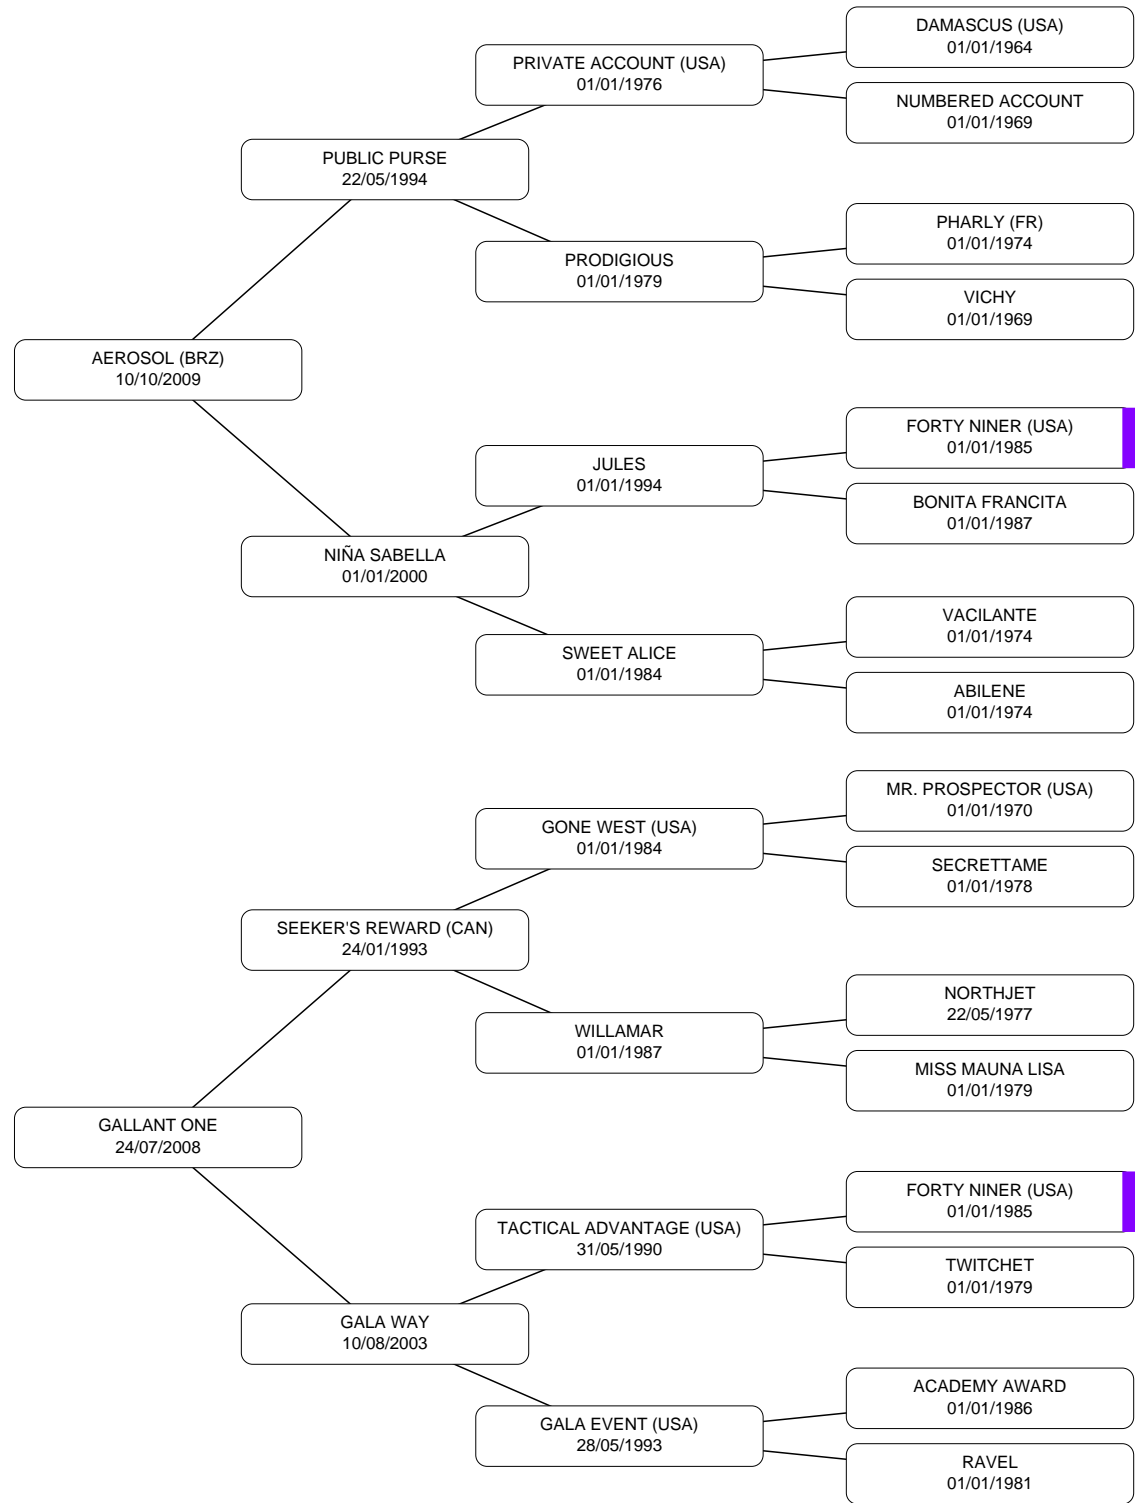 DAMASCUS (USA)
01/01/1964
PRIVATE ACCOUNT (USA)
01/01/1976
NUMBERED ACCOUNT
01/01/1969
PUBLIC PURSE
22/05/1994
PHARLY (FR)
01/01/1974
PRODIGIOUS
01/01/1979
VICHY
01/01/1969
AEROSOL (BRZ)
10/10/2009
FORTY NINER (USA)
01/01/1985
JULES
01/01/1994
BONITA FRANCITA
01/01/1987
NIÑA SABELLA
01/01/2000
VACILANTE
01/01/1974
SWEET ALICE
01/01/1984
ABILENE
01/01/1974
MR. PROSPECTOR (USA)
01/01/1970
GONE WEST (USA)
01/01/1984
SECRETTAME
01/01/1978
SEEKER'S REWARD (CAN)
24/01/1993
NORTHJET
22/05/1977
WILLAMAR
01/01/1987
MISS MAUNA LISA
01/01/1979
GALLANT ONE
24/07/2008
FORTY NINER (USA)
01/01/1985
TACTICAL ADVANTAGE (USA)
31/05/1990
TWITCHET
01/01/1979
GALA WAY
10/08/2003
ACADEMY AWARD
01/01/1986
GALA EVENT (USA)
28/05/1993
RAVEL
01/01/1981